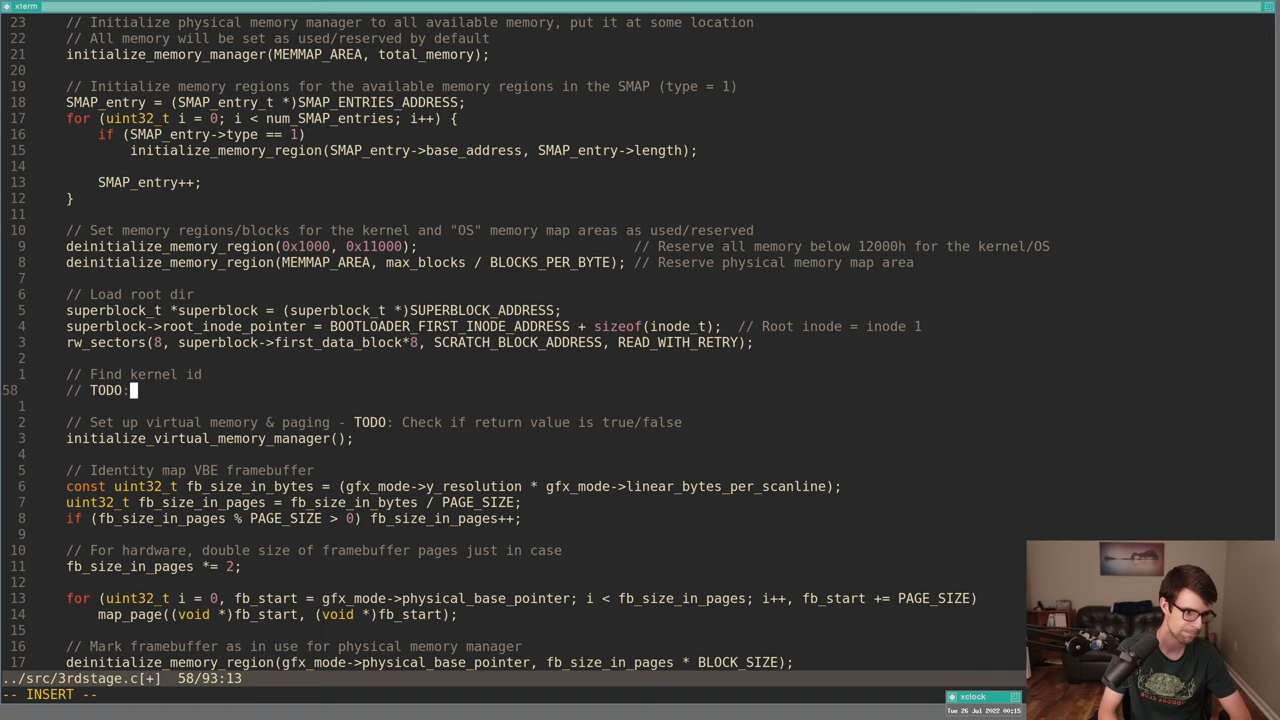 xterm
23     // Initialize physical memory manager to all available memory, put it at some location
22     // All memory will be set as used/reserved by default
21     initialize_memory_manager(MEMMAP_AREA, total_memory);
20
19     // Initialize memory regions for the available memory regions in the SMAP (type = 1)
18     SMAP_entry = (SMAP_entry_t *)SMAP_ENTRIES_ADDRESS;
17     for (uint32_t i = 0; i < num_SMAP_entries; i++) {
16         if (SMAP_entry->type == 1)
15             initialize_memory_region(SMAP_entry->base_address, SMAP_entry->length);
14
13         SMAP_entry++;
12     }
11
10     // Set memory regions/blocks for the kernel and "OS" memory map areas as used/reserved
9     deinitialize_memory_region(0x1000, 0x11000);                           // Reserve all memory below 12000h for the kernel/OS
8     deinitialize_memory_region(MEMMAP_AREA, max_blocks / BLOCKS_PER_BYTE); // Reserve physical memory map area
7
6     // Load root dir
5     superblock_t *superblock = (superblock_t *)SUPERBLOCK_ADDRESS;
4     superblock->root_inode_pointer = BOOTLOADER_FIRST_INODE_ADDRESS + sizeof(inode_t);  // Root inode = inode 1
3     rw_sectors(8, superblock->first_data_block*8, SCRATCH_BLOCK_ADDRESS, READ_WITH_RETRY);
2
1     // Find kernel id
58     // TODO:
1
2     // Set up virtual memory & paging - TODO: Check if return value is true/false
3     initialize_virtual_memory_manager();
4
5     // Identity map VBE framebuffer
6     const uint32_t fb_size_in_bytes = (gfx_mode->y_resolution * gfx_mode->linear_bytes_per_scanline);
7     uint32_t fb_size_in_pages = fb_size_in_bytes / PAGE_SIZE;
8     if (fb_size_in_pages % PAGE_SIZE > 0) fb_size_in_pages++;
9
10     // For hardware, double size of framebuffer pages just in case
11     fb_size_in_pages *= 2;
12
13     for (uint32_t i = 0, fb_start = gfx_mode->physical_base_pointer; i < fb_size_in_pages; i++, fb_start += PAGE_SIZE)
14         map_page((void *)fb_start, (void *)fb_start);
15
16     // Mark framebuffer as in use for physical memory manager
17     deinitialize_memory_region(gfx_mode->physical_base_pointer, fb_size_in_pages * BLOCK_SIZE);
../src/3rdstage.c[+]  58/93:13
-- INSERT --
xclock
Tue 26 Jul 2022 00:15